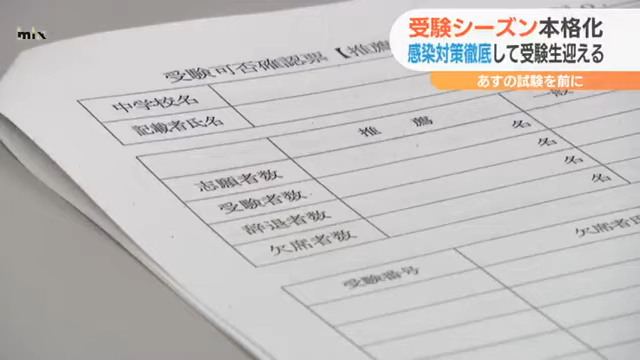 mix
受験シーズン本格化
感染対策徹底して受験生迎える
あすの試験を前に
受験可否確認票【推薦
中学校名
記載者氏名
推 薦
一般
志願者数 名
受験者数 名
辞退者数 名
欠席者数
欠席者氏
受験番号